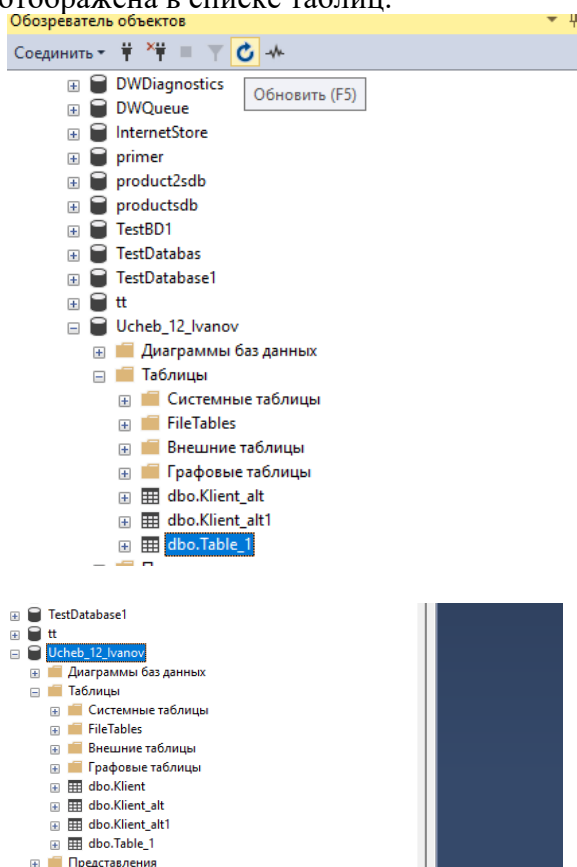 отображена в списке таблиц.
Обозреватель объектов
Соединить
DWDiagnostics
Обновить (F5)
DWQueue
InternetStore
primer
product2sdb
productsdb
TestBD1
TestDatabas
TestDatabase1
tt
Ucheb_12_Ivanov
Диаграммы баз данных
Таблицы
Системные таблицы
FileTables
Внешние таблицы
Графовые таблицы
dbo.Klient_alt
dbo.Klient_alt1
dbo.Table_1
TestDatabase1
tt
Ucheb_12_Ivanov
Диаграммы баз данных
Таблицы
Системные таблицы
FileTables
Внешние таблицы
Графовые таблицы
dbo.Klient
dbo.Klient_alt
dbo.Klient_alt1
dbo.Table_1
Представления